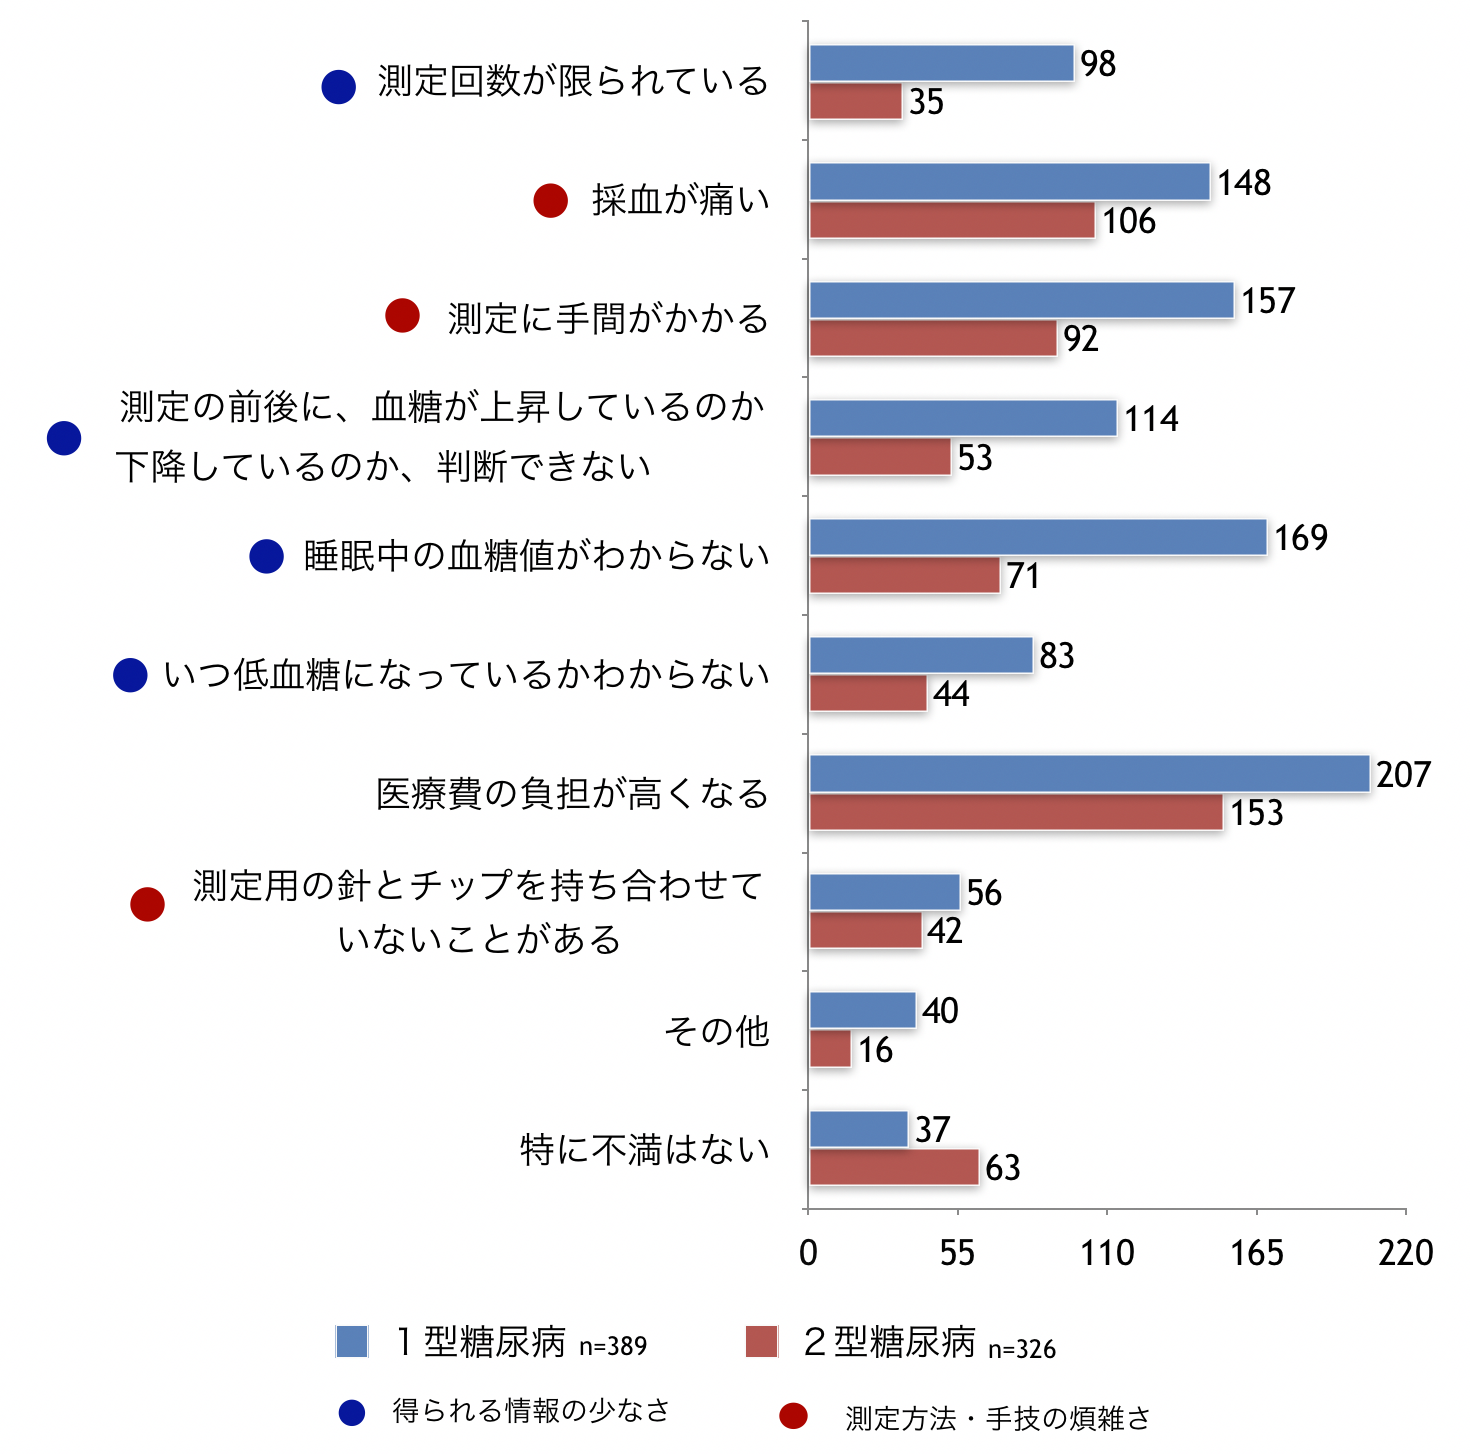 測定回数が限られている
98
35
採血が痛い
148
106
測定に手間がかかる
157
92
測定の前後に、血糖が上昇しているのか
下降しているのか、判断できない
114
53
睡眠中の血糖値がわからない
169
71
いつ低血糖になっているかわからない
83
44
医療費の負担が高くなる
207
153
測定用の針とチップを持ち合わせて
いないことがある
56
42
その他
40
16
特に不満はない
37
63
0 55 110 165 220
１型糖尿病 n=389 ２型糖尿病 n=326
得られる情報の少なさ 測定方法・手技の煩雑さ